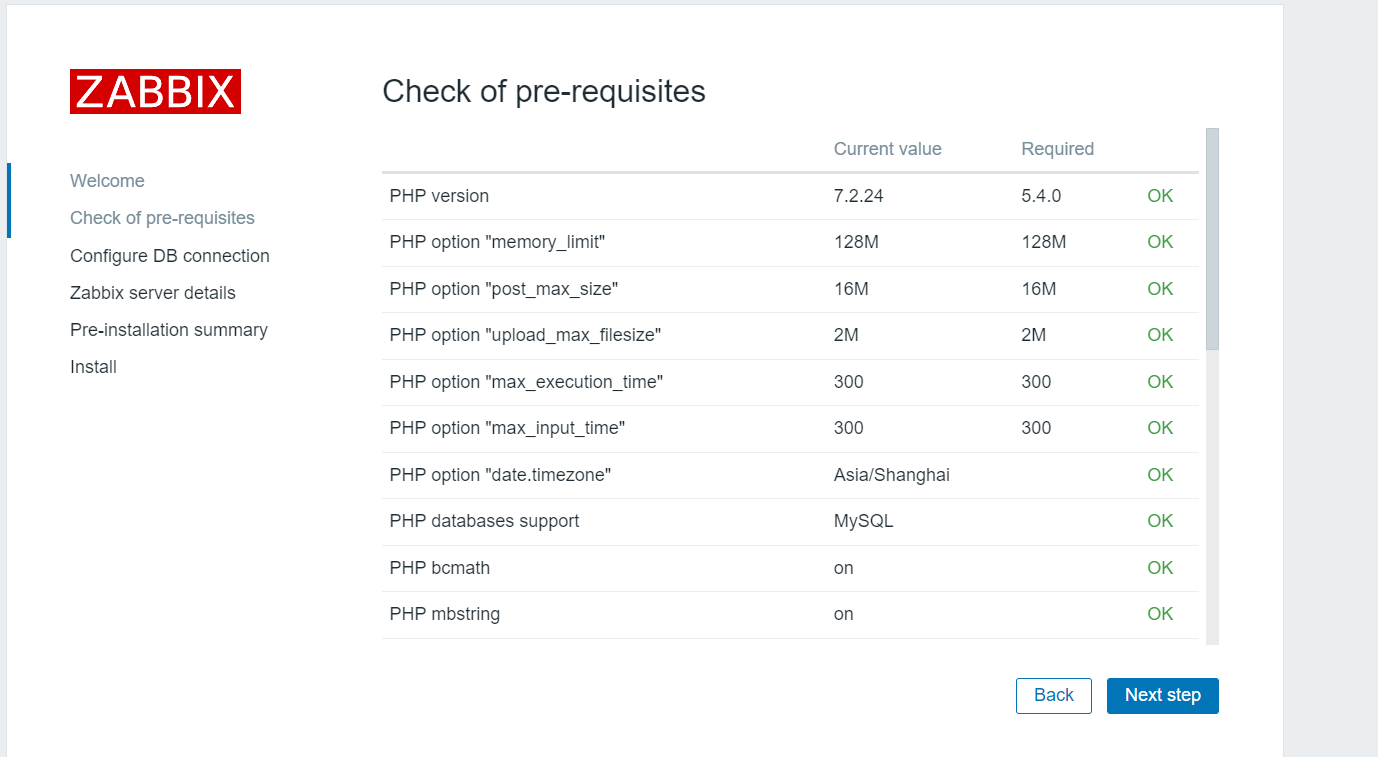 ZABBIX
Welcome
Check of pre-requisites
Configure DB connection
Zabbix server details
Pre-installation summary
Install
Check of pre-requisites
Current value Required
PHP version 7.2.24 5.4.0 OK
PHP option "memory_limit" 128M 128M OK
PHP option "post_max_size" 16M 16M OK
PHP option "upload_max_filesize" 2M 2M OK
PHP option "max_execution_time" 300 300 OK
PHP option "max_input_time" 300 300 OK
PHP option "date.timezone" Asia/Shanghai OK
PHP databases support MySQL OK
PHP bcmath on OK
PHP mbstring on OK
Back Next step